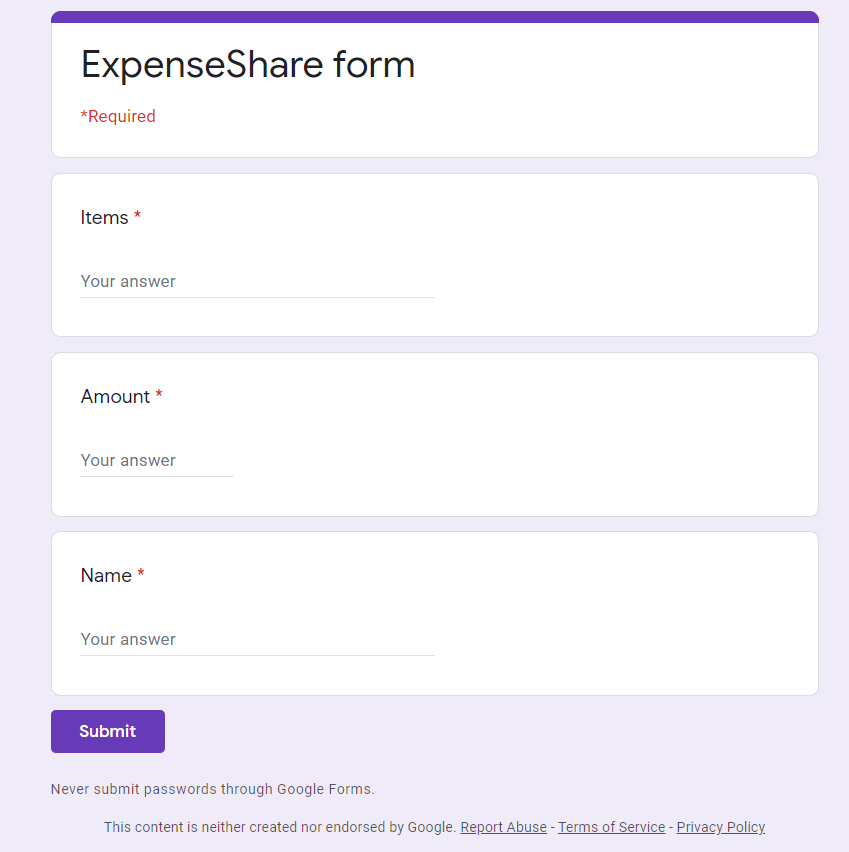 ExpenseShare form
*Required
Items *
Your answer
Amount *
Your answer
Name *
Your answer
Submit
Never submit passwords through Google Forms.
This content is neither created nor endorsed by Google. Report Abuse - Terms of Service - Privacy Policy